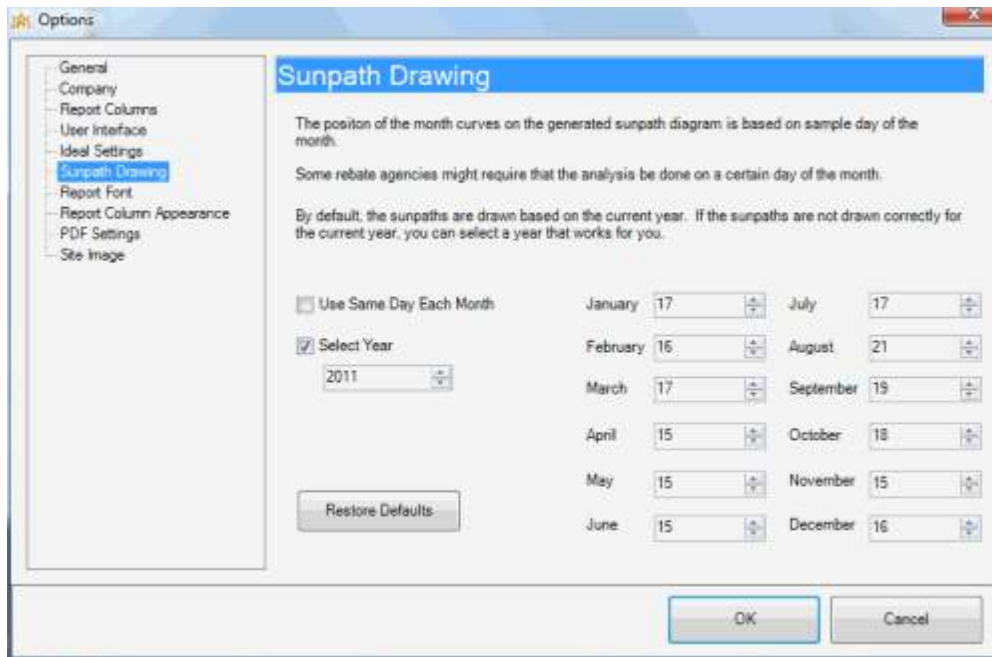 Options
General
Company
Report Columns
User Interface
Ideal Settings
Sunpath Drawing
Report Font
Report Column Appearance
PDF Settings
Site Image
Sunpath Drawing
The positon of the month curves on the generated sunpath diagram is based on sample day of the
month.
Some rebate agencies might require that the analysis be done on a certain day of the month.
By default, the sunpaths are drawn based on the current year. If the sunpaths are not drawn correctly for
the current year, you can select a year that works for you.
Use Same Day Each Month
Select Year
2011
Restore Defaults
January 17 July 17
February 16 August 21
March 17 September 19
April 15 October 18
May 15 November 15
June 15 December 16
OK Cancel